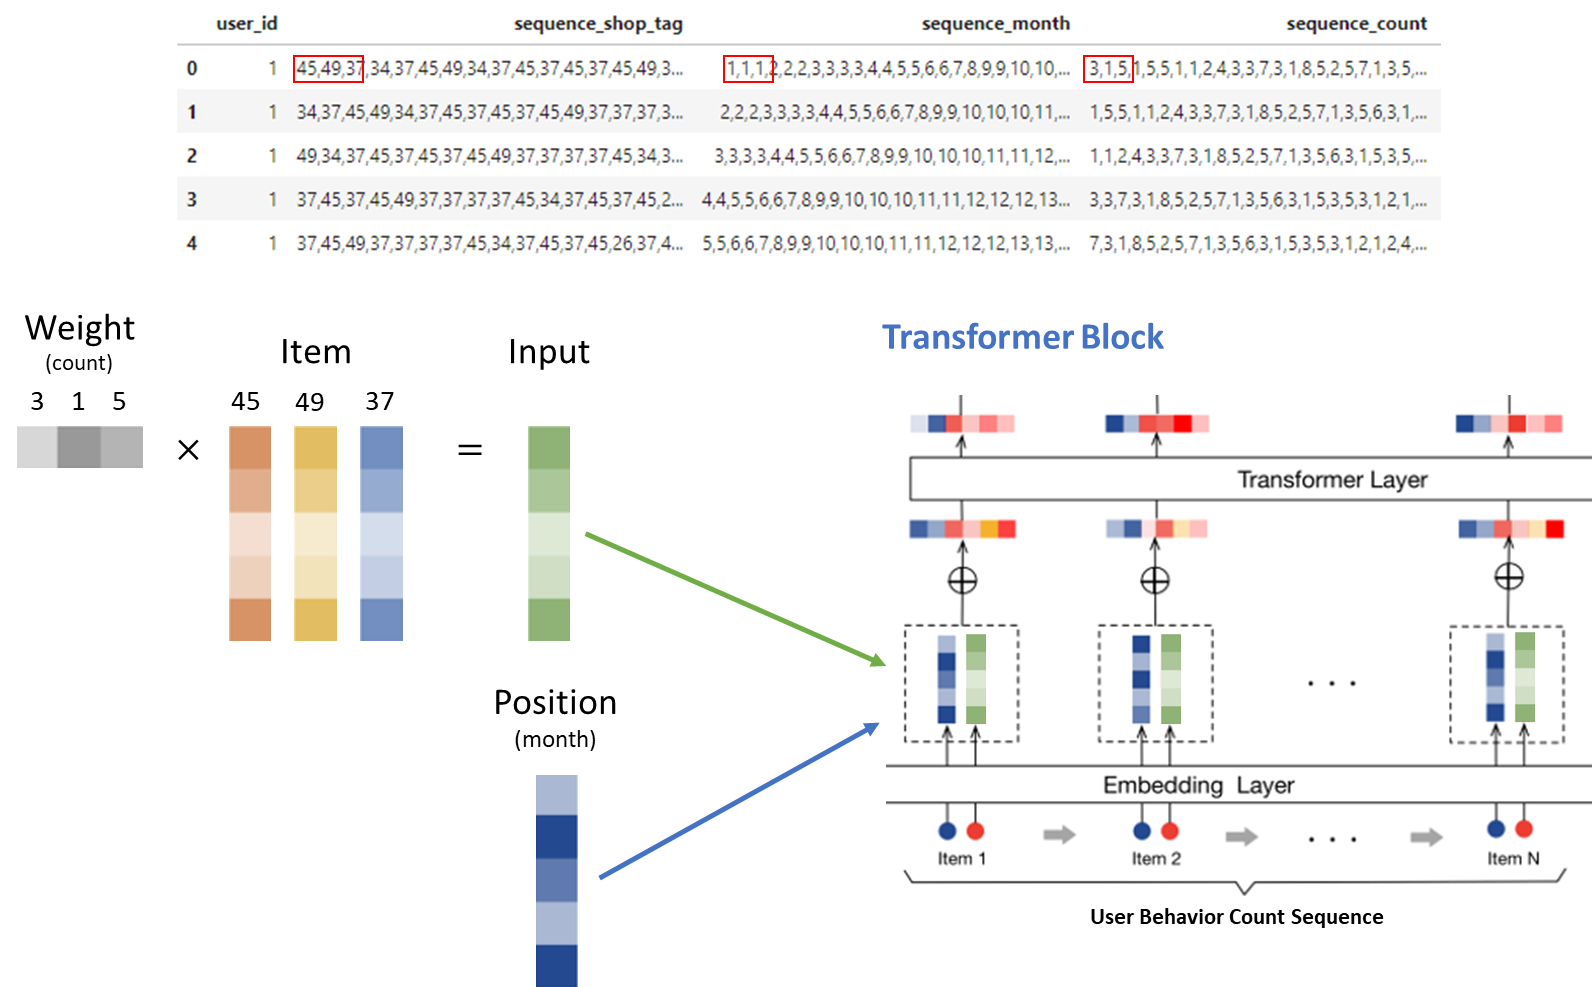 user_id sequence_shop_tag sequence_month sequence_count
0 1 45,49,37,34,37,45,49,34,37,45,37,45,37,45,49,3... 1,1,1,2,2,2,3,3,3,3,4,4,5,5,6,6,7,8,9,9,10,10,... 3,1,5,1,5,5,1,1,2,4,3,3,7,3,1,8,5,2,5,7,1,3,5,...
1 1 34,37,45,49,34,37,45,37,45,37,45,49,37,37,37,3... 2,2,2,3,3,3,3,4,4,5,5,6,6,7,8,9,9,10,10,10,11,... 1,5,5,1,1,2,4,3,3,7,3,1,8,5,2,5,7,1,3,5,6,3,1,...
2 1 49,34,37,45,37,45,37,45,49,37,37,37,37,45,34,3... 3,3,3,3,4,4,5,5,6,6,7,8,9,9,10,10,10,11,11,12,... 1,1,2,4,3,3,7,3,1,8,5,2,5,7,1,3,5,6,3,1,5,3,5,...
3 1 37,45,37,45,49,37,37,37,37,45,34,37,45,37,45,2... 4,4,5,5,6,6,7,8,9,9,10,10,10,11,11,12,12,12,13... 3,3,7,3,1,8,5,2,5,7,1,3,5,6,3,1,5,3,5,3,1,2,1,...
4 1 37,45,49,37,37,37,37,45,34,37,45,37,45,26,37,4... 5,5,6,6,7,8,9,9,10,10,10,11,11,12,12,12,13,13,... 7,3,1,8,5,2,5,7,1,3,5,6,3,1,5,3,5,3,1,2,1,2,4,...
Weight
(count)
3 1 5
×
Item
45 49 37
=
Input
Position
(month)
Transformer Block
Transformer Layer
. . .
Embedding Layer
. . .
Item 1 Item 2 Item N
User Behavior Count Sequence